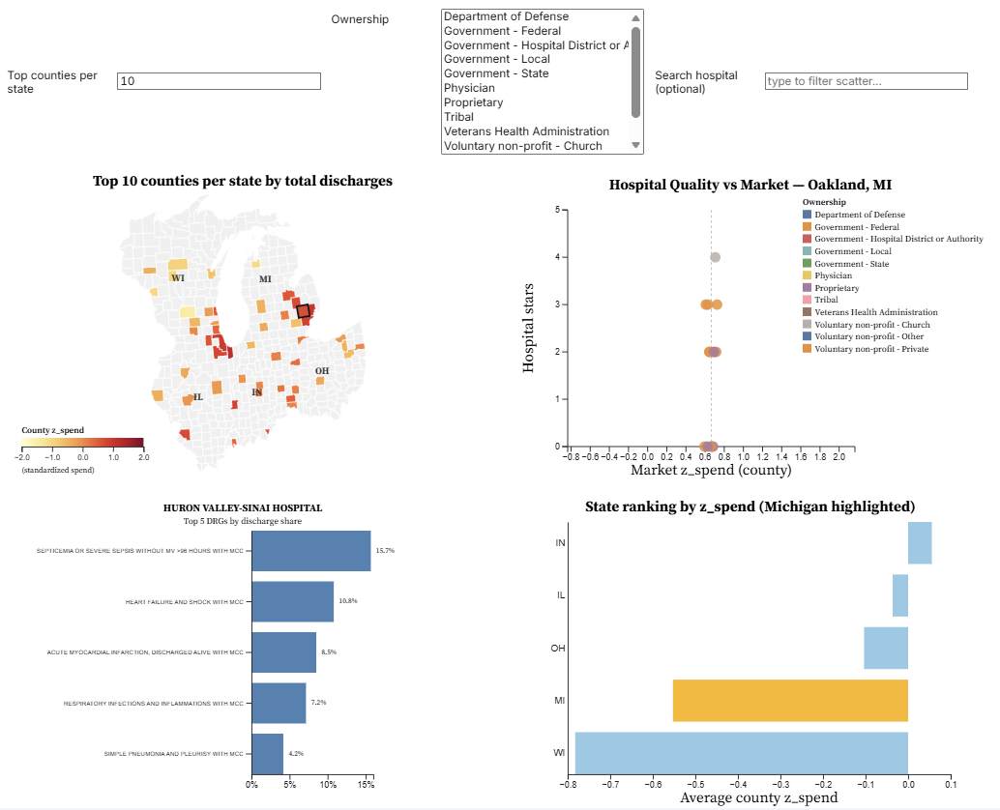 Ownership
Department of Defense
Government - Federal
Government - Hospital District or A
Government - Local
Government - State
Physician
Proprietary
Tribal
Veterans Health Administration
Voluntary non-profit - Church
Top counties per
state
10
Search hospital
(optional)
type to filter scatter...
Top 10 counties per state by total discharges
WI
MI
OH
IL
IN
County z_spend
−2.0 −1.0 0.0 1.0 2.0
(standardized spend)
Hospital Quality vs Market — Oakland, MI
Ownership
Department of Defense
Government - Federal
Government - Hospital District or Authority
Government - Local
Government - State
Physician
Proprietary
Tribal
Veterans Health Administration
Voluntary non-profit - Church
Voluntary non-profit - Other
Voluntary non-profit - Private
Hospital stars
5
4
3
2
1
0
−0.8 −0.6 −0.4 −0.2 0.0 0.2 0.4 0.6 0.8 1.0 1.2 1.4 1.6 1.8 2.0
Market z_spend (county)
HURON VALLEY-SINAI HOSPITAL
Top 5 DRGs by discharge share
SEPTICEMIA OR SEVERE SEPSIS WITHOUT MV >96 HOURS WITH MCC 15.7%
HEART FAILURE AND SHOCK WITH MCC 10.8%
ACUTE MYOCARDIAL INFARCTION, DISCHARGED ALIVE WITH MCC 8.5%
RESPIRATORY INFECTIONS AND INFLAMMATIONS WITH MCC 7.2%
SIMPLE PNEUMONIA AND PLEURISY WITH MCC 4.2%
0% 5% 10% 15%
State ranking by z_spend (Michigan highlighted)
IN
IL
OH
MI
WI
−0.8 −0.7 −0.6 −0.5 −0.4 −0.3 −0.2 −0.1 0.0 0.1
Average county z_spend